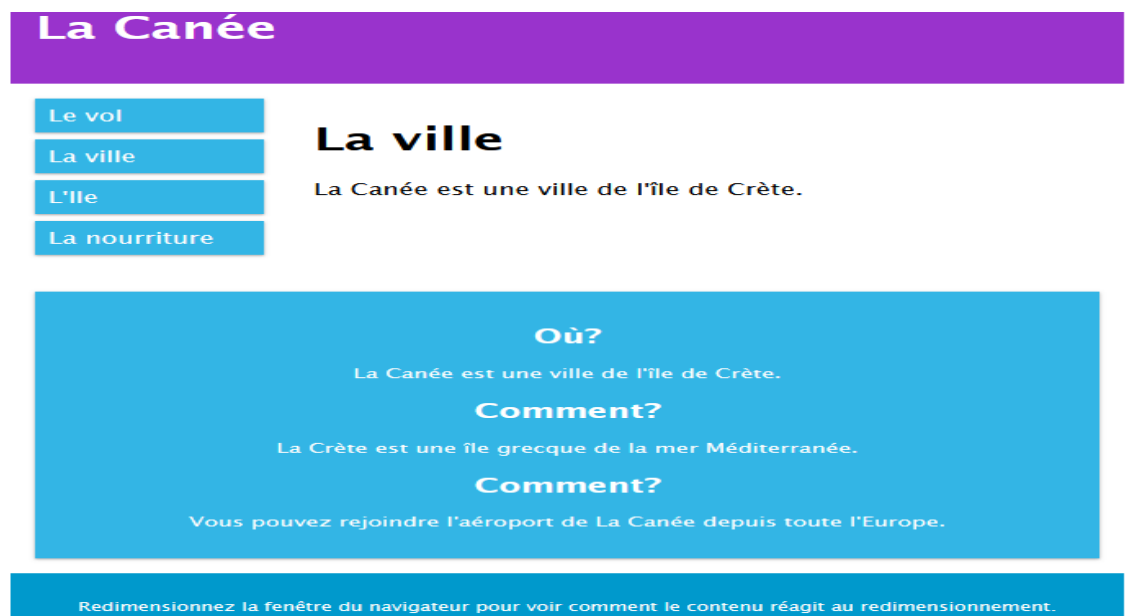 La Canée
Le vol
La ville
L'Ile
La nourriture
La ville
La Canée est une ville de l'île de Crète.
Où?
La Canée est une ville de l'île de Crète.
Comment?
La Crète est une île grecque de la mer Méditerranée.
Comment?
Vous pouvez rejoindre l'aéroport de La Canée depuis toute l'Europe.
Redimensionnez la fenêtre du navigateur pour voir comment le contenu réagit au redimensionnement.